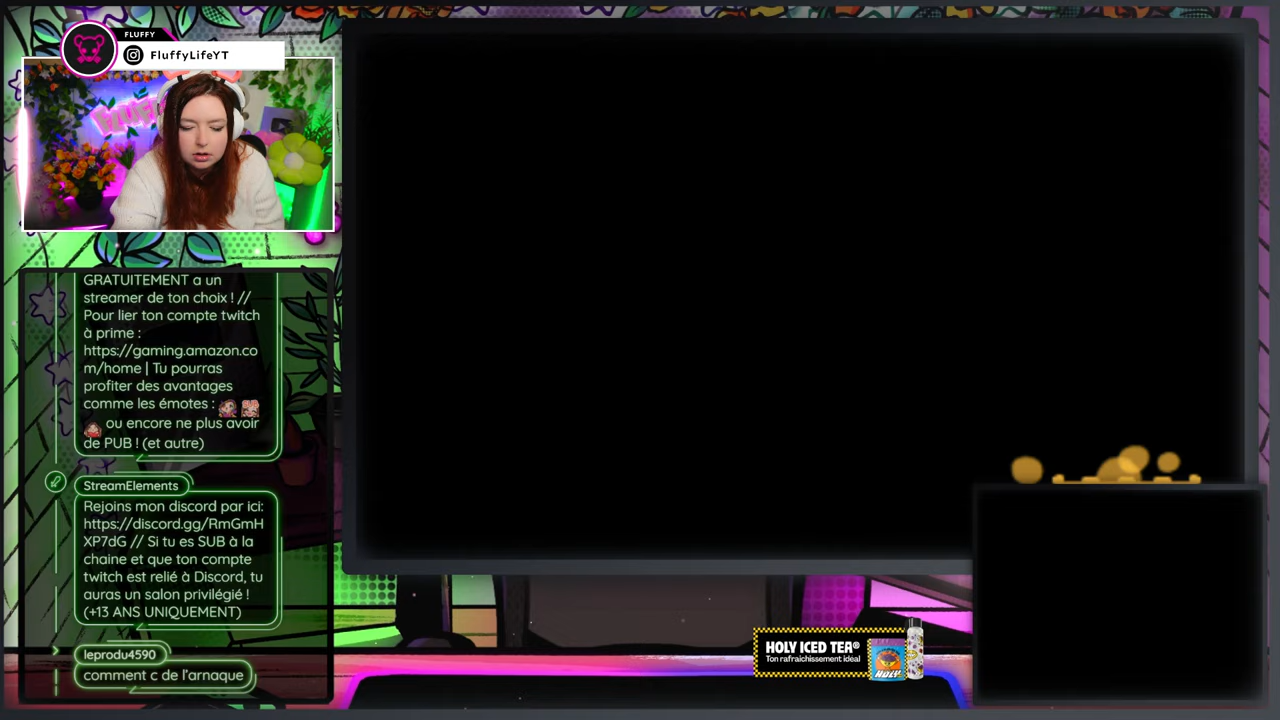 FLUFFY
FluffyLifeYT
GRATUITEMENT a un
streamer de ton choix ! //
Pour lier ton compte twitch
à prime :
https://gaming.amazon.co
m/home | Tu pourras
profiter des avantages
comme les émotes :
ou encore ne plus avoir
de PUB ! (et autre)
StreamElements
Rejoins mon discord par ici:
https://discord.gg/RmGmH
XP7dG // Si tu es SUB à la
chaine et que ton compte
twitch est relié à Discord, tu
auras un salon privilégié !
(+13 ANS UNIQUEMENT)
leprodu4590
comment c de l'arnaque
HOLY ICED TEA®
Ton rafraichissement idéal
HOLY!